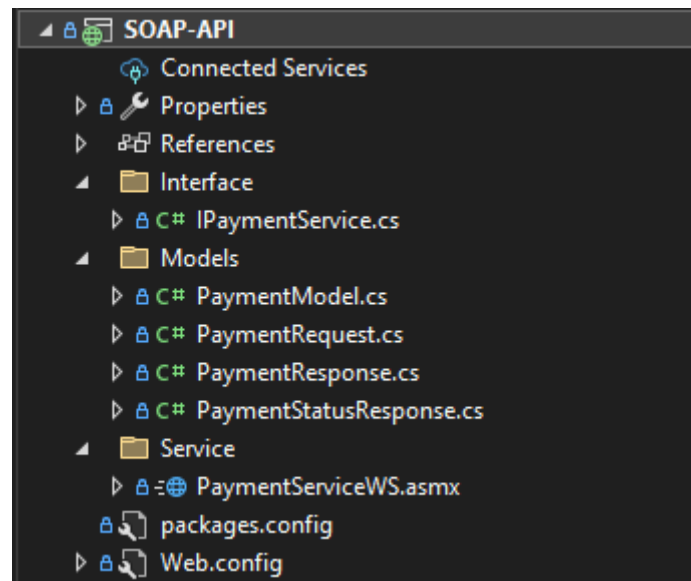 SOAP-API
Connected Services
Properties
References
Interface
C# IPaymentService.cs
Models
C# PaymentModel.cs
C# PaymentRequest.cs
C# PaymentResponse.cs
C# PaymentStatusResponse.cs
Service
PaymentServiceWS.asmx
packages.config
Web.config